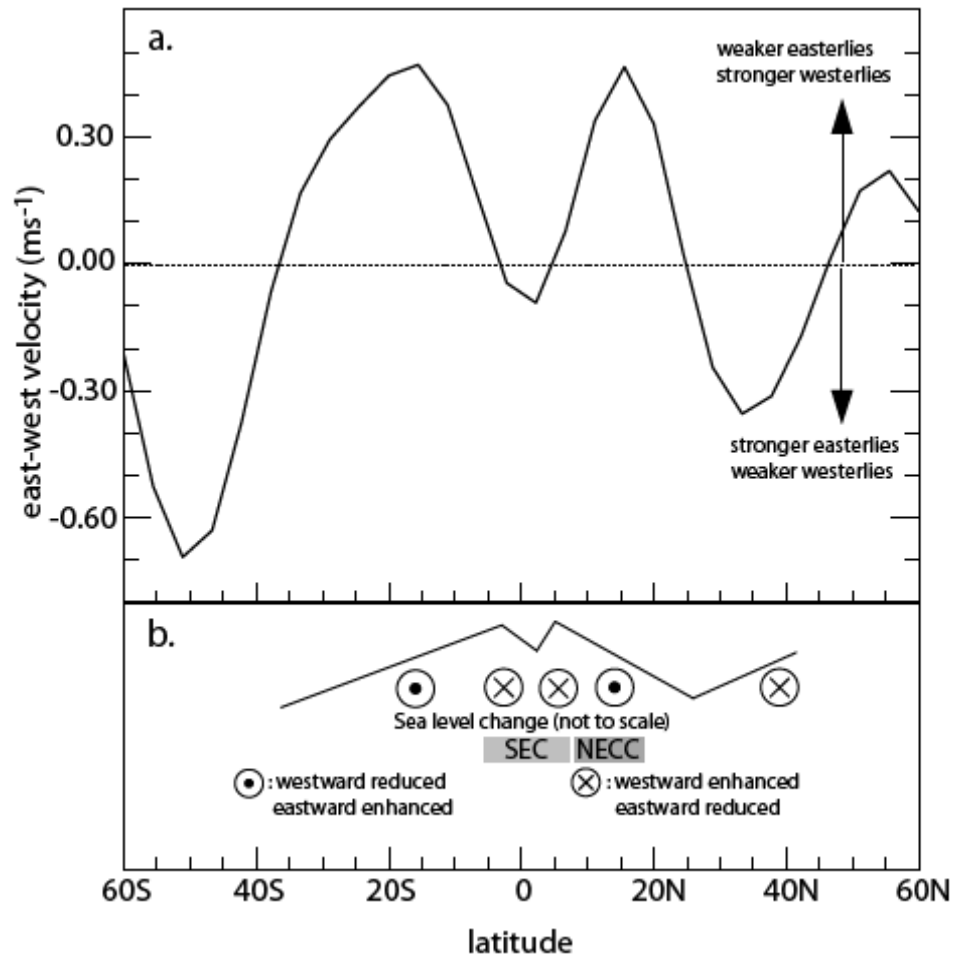 a.
weaker easterlies
stronger westerlies
0.30
0.00
-0.30
-0.60
east-west velocity (ms⁻¹)
stronger easterlies
weaker westerlies
b.
Sea level change (not to scale)
SEC NECC
: westward reduced
eastward enhanced
: westward enhanced
eastward reduced
60S 40S 20S 0 20N 40N 60N
latitude